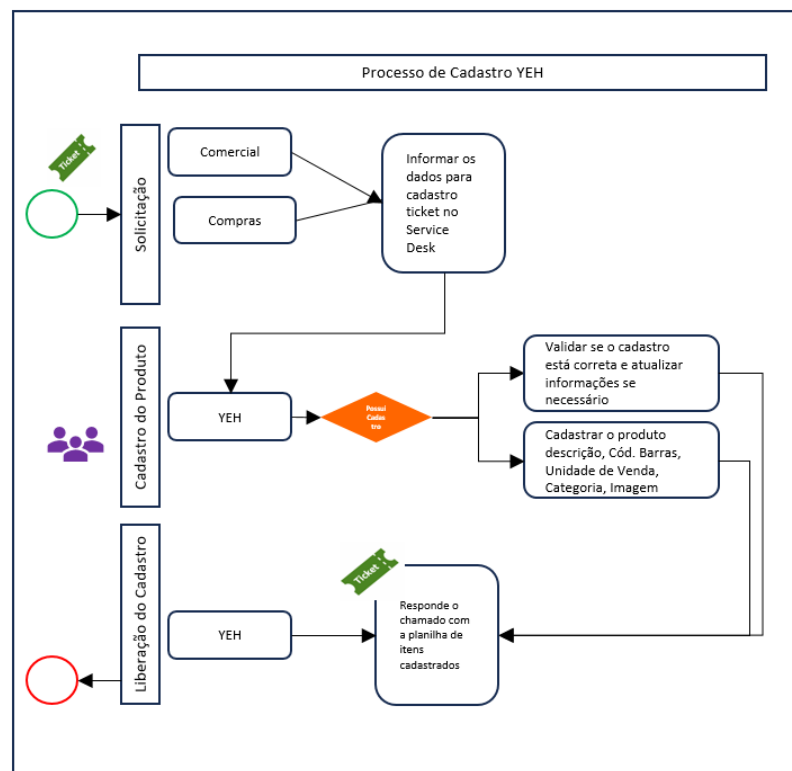 Processo de Cadastro YEH
Ticket
Solicitação
Comercial
Compras
Informar os
dados para
cadastro
ticket no
Service
Desk
Cadastro do Produto
YEH
Possui
Cadas
tro
Validar se o cadastro
está correta e atualizar
informações se
necessário
Cadastrar o produto
descrição, Cód. Barras,
Unidade de Venda,
Categoria, Imagem
Liberação do Cadastro
YEH
Ticket
Responde o
chamado com
a planilha de
itens
cadastrados